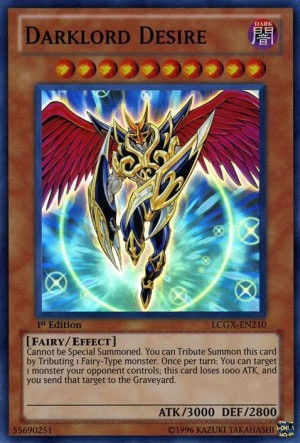 DARKLORD DESIRE
DARK
闇
1st Edition
LCGX-EN210
[FAIRY/EFFECT]
Cannot be Special Summoned. You can Tribute Summon this card
by Tributing 1 Fairy-Type monster. Once per turn: You can target
1 monster your opponent controls; this card loses 1000 ATK, and
you send that target to the Graveyard.
ATK/3000 DEF/2800
55690251
©1996 KAZUKI TAKAHASHI